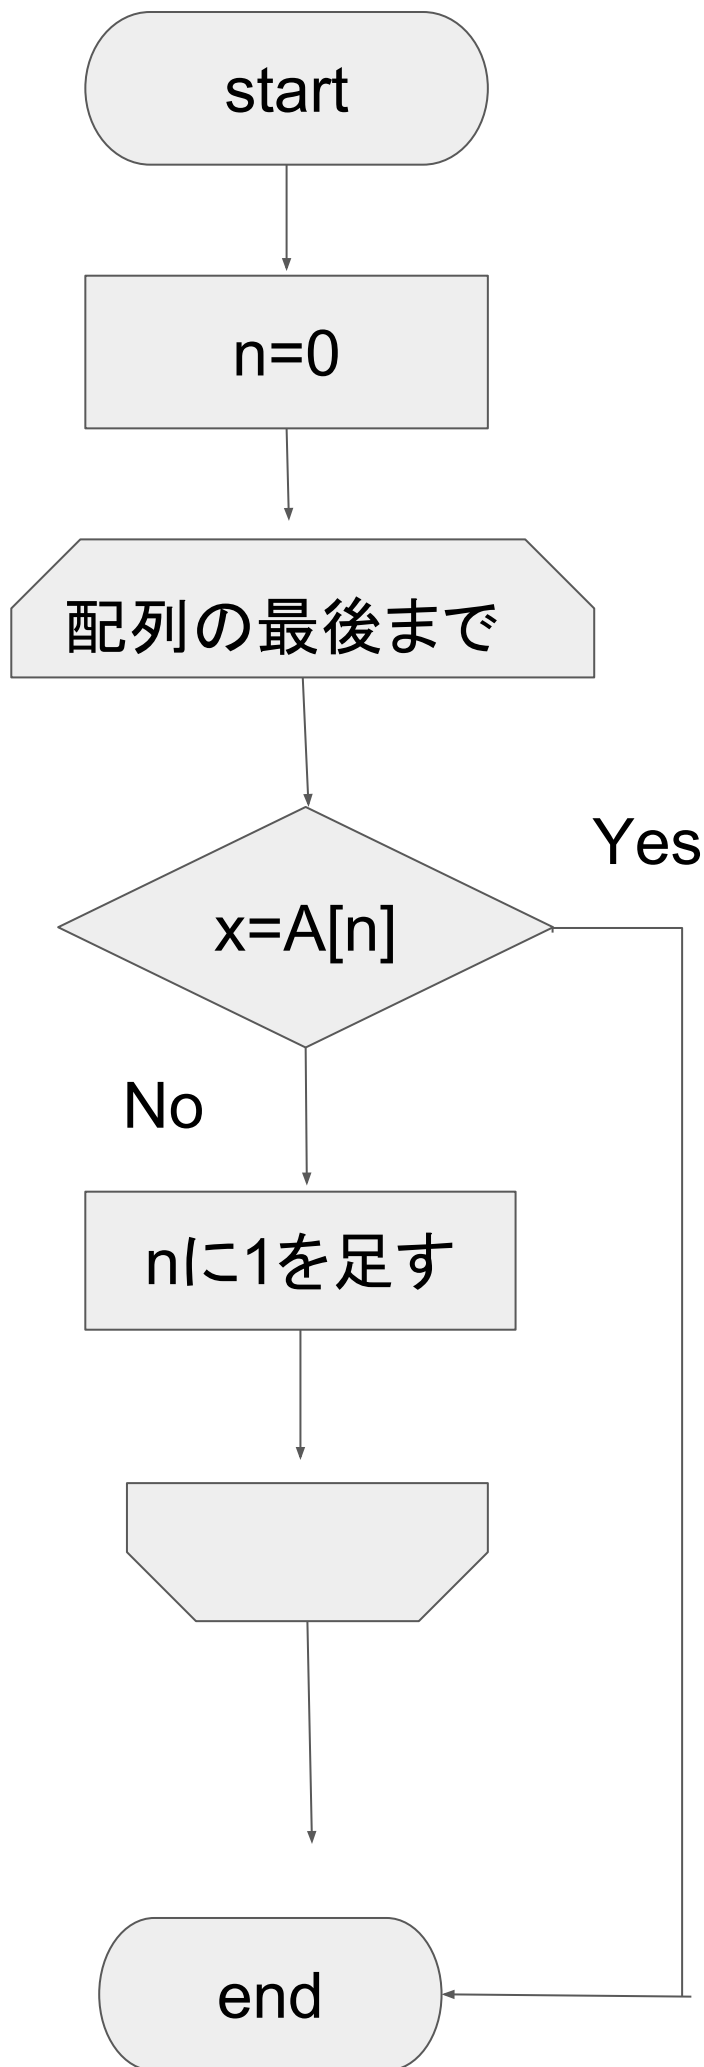 start
n=0
配列の最後まで
Yes
x=A[n]
No
nに1を足す
end